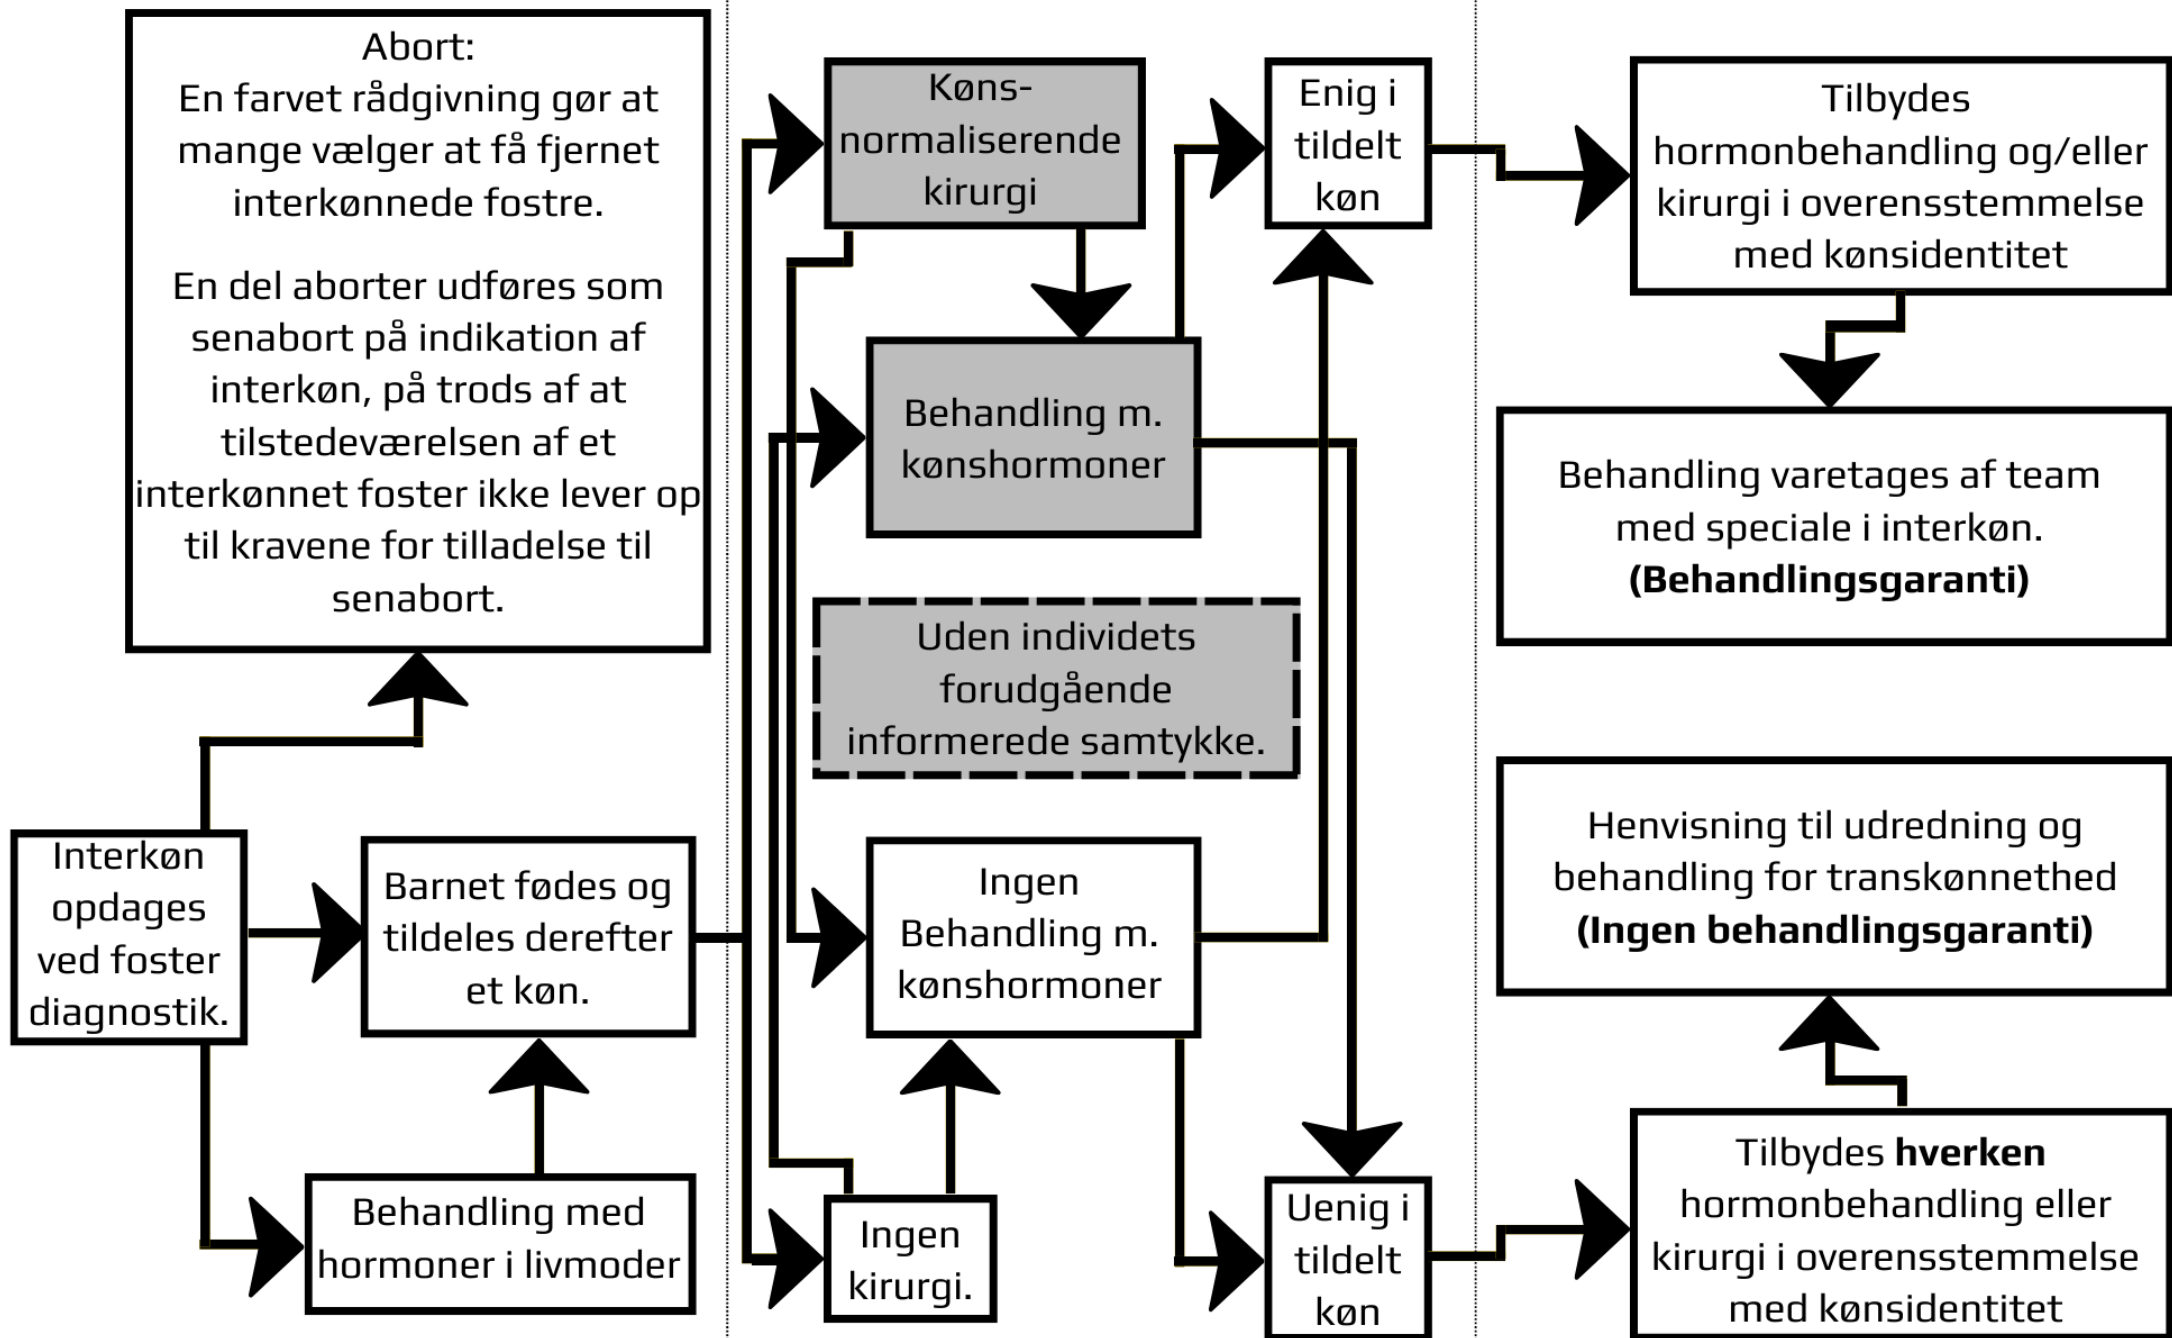 Abort:
En farvet rådgivning gør at
mange vælger at få fjernet
interkønnede fostre.
En del aborter udføres som
senabort på indikation af
interkøn, på trods af at
tilstedeværelsen af et
interkønnet foster ikke lever op
til kravene for tilladelse til
senabort.
Interkøn
opdages
ved foster
diagnostik.
Barnet fødes og
tildeles derefter
et køn.
Behandling med
hormoner i livmoder
Køns-
normaliserende
kirurgi
Behandling m.
kønshormoner
Uden individets
forudgående
informerede samtykke.
Ingen
Behandling m.
kønshormoner
Ingen
kirurgi.
Enig i
tildelt
køn
Uenig i
tildelt
køn
Tilbydes
hormonbehandling og/eller
kirurgi i overensstemmelse
med kønsidentitet
Behandling varetages af team
med speciale i interkøn.
(Behandlingsgaranti)
Henvisning til udredning og
behandling for transkønnethed
(Ingen behandlingsgaranti)
Tilbydes hverken
hormonbehandling eller
kirurgi i overensstemmelse
med kønsidentitet